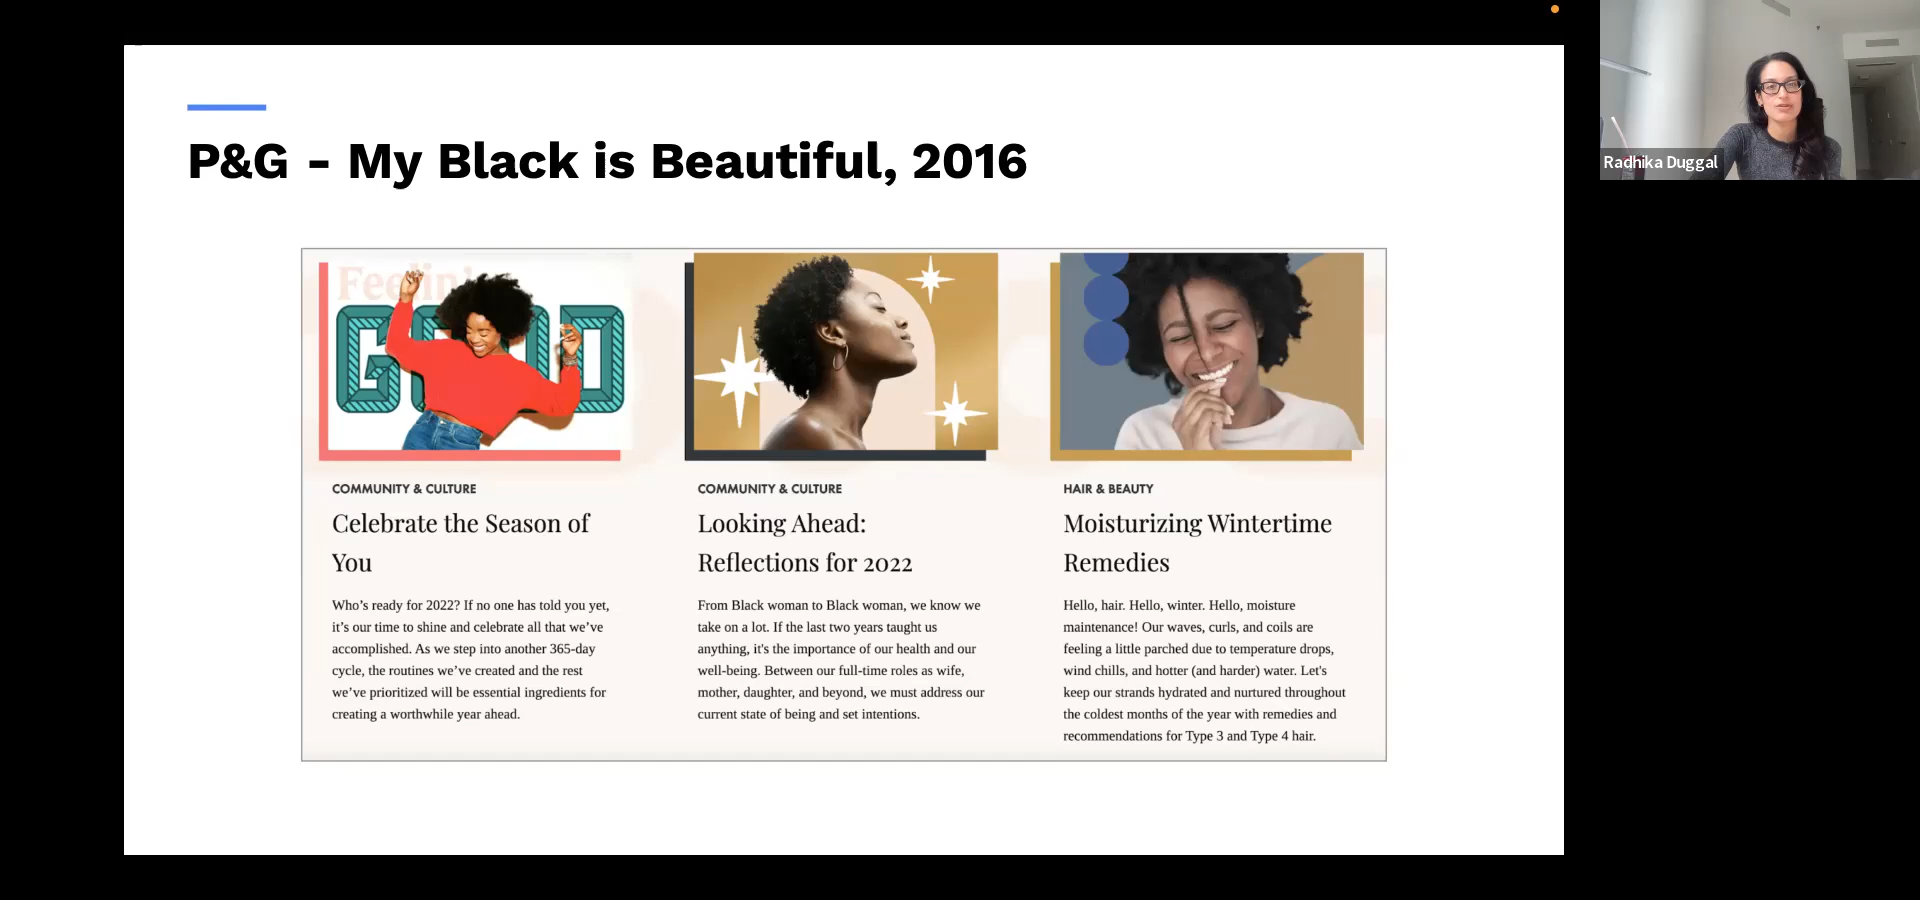 P&G - My Black is Beautiful, 2016
Feelin'
GOOD
COMMUNITY & CULTURE
Celebrate the Season of
You
Who's ready for 2022? If no one has told you yet,
it's our time to shine and celebrate all that we've
accomplished. As we step into another 365-day
cycle, the routines we've created and the rest
we've prioritized will be essential ingredients for
creating a worthwhile year ahead.
COMMUNITY & CULTURE
Looking Ahead:
Reflections for 2022
From Black woman to Black woman, we know we
take on a lot. If the last two years taught us
anything, it's the importance of our health and our
well-being. Between our full-time roles as wife,
mother, daughter, and beyond, we must address our
current state of being and set intentions.
HAIR & BEAUTY
Moisturizing Wintertime
Remedies
Hello, hair. Hello, winter. Hello, moisture
maintenance! Our waves, curls, and coils are
feeling a little parched due to temperature drops,
wind chills, and hotter (and harder) water. Let's
keep our strands hydrated and nurtured throughout
the coldest months of the year with remedies and
recommendations for Type 3 and Type 4 hair.
Radhika Duggal